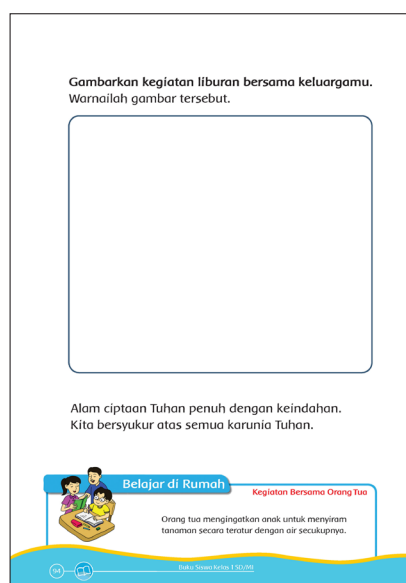 Gambarkan kegiatan liburan bersama keluargamu.
Warnailah gambar tersebut.
Alam ciptaan Tuhan penuh dengan keindahan.
Kita bersyukur atas semua karunia Tuhan.
Belajar di Rumah
Kegiatan Bersama Orang Tua
Orang tua mengingatkan anak untuk menyiram
tanaman secara teratur dengan air secukupnya.
94
Buku Siswa Kelas 1 SD/MI